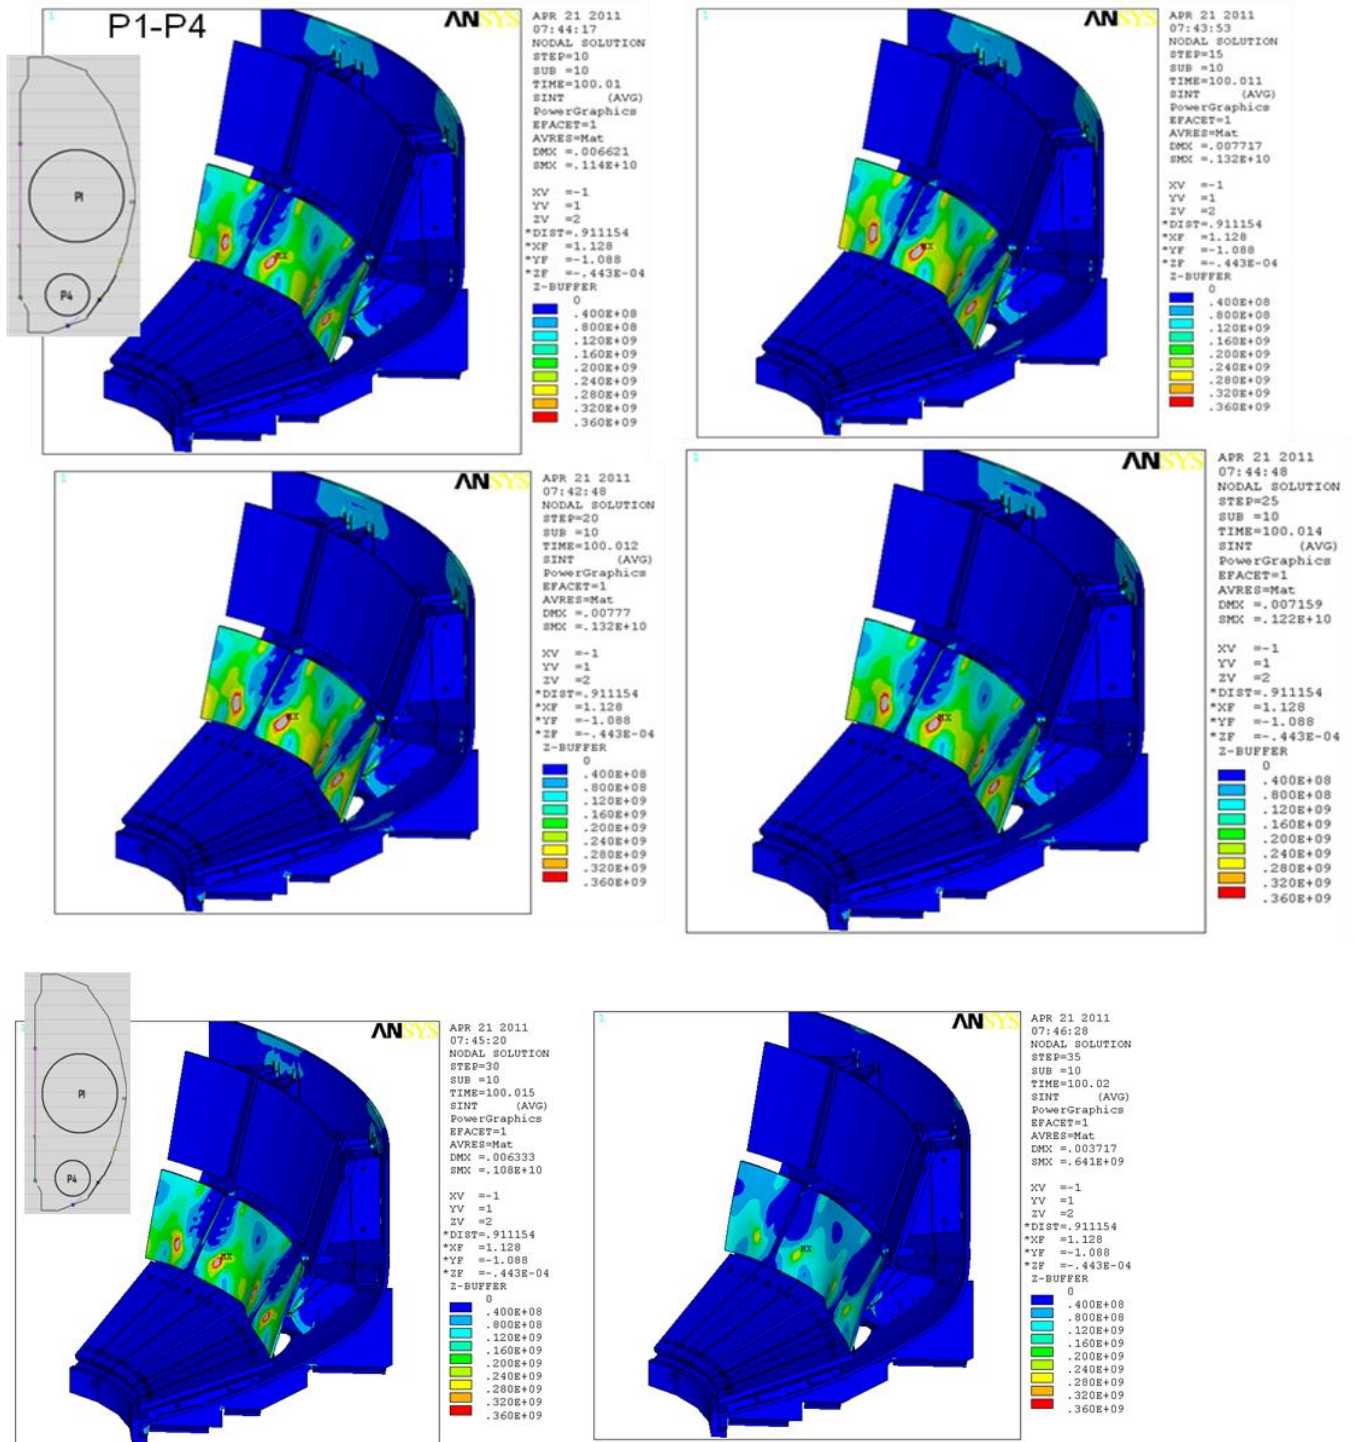 P1-P4
P1
P4
1
ANSYS
APR 21 2011
07:44:17
NODAL SOLUTION
STEP=10
SUB =10
TIME=100.01
SINT (AVG)
PowerGraphics
EFACET=1
AVRES=Mat
DMX =.006621
SMX =.114E+10
XV =-1
YV =1
ZV =2
*DIST=.911154
*XF =1.128
*YF =-1.088
*ZF =-.443E-04
Z-BUFFER
0
.400E+08
.800E+08
.120E+09
.160E+09
.200E+09
.240E+09
.280E+09
.320E+09
.360E+09
MX
1
ANSYS
APR 21 2011
07:43:53
NODAL SOLUTION
STEP=15
SUB =10
TIME=100.011
SINT (AVG)
PowerGraphics
EFACET=1
AVRES=Mat
DMX =.007717
SMX =.132E+10
XV =-1
YV =1
ZV =2
*DIST=.911154
*XF =1.128
*YF =-1.088
*ZF =-.443E-04
Z-BUFFER
0
.400E+08
.800E+08
.120E+09
.160E+09
.200E+09
.240E+09
.280E+09
.320E+09
.360E+09
MX
1
ANSYS
APR 21 2011
07:42:48
NODAL SOLUTION
STEP=20
SUB =10
TIME=100.012
SINT (AVG)
PowerGraphics
EFACET=1
AVRES=Mat
DMX =.00777
SMX =.132E+10
XV =-1
YV =1
ZV =2
*DIST=.911154
*XF =1.128
*YF =-1.088
*ZF =-.443E-04
Z-BUFFER
0
.400E+08
.800E+08
.120E+09
.160E+09
.200E+09
.240E+09
.280E+09
.320E+09
.360E+09
MX
1
ANSYS
APR 21 2011
07:44:48
NODAL SOLUTION
STEP=25
SUB =10
TIME=100.014
SINT (AVG)
PowerGraphics
EFACET=1
AVRES=Mat
DMX =.007159
SMX =.122E+10
XV =-1
YV =1
ZV =2
*DIST=.911154
*XF =1.128
*YF =-1.088
*ZF =-.443E-04
Z-BUFFER
0
.400E+08
.800E+08
.120E+09
.160E+09
.200E+09
.240E+09
.280E+09
.320E+09
.360E+09
MX
P1
P4
ANSYS
APR 21 2011
07:45:20
NODAL SOLUTION
STEP=30
SUB =10
TIME=100.015
SINT (AVG)
PowerGraphics
EFACET=1
AVRES=Mat
DMX =.006333
SMX =.108E+10
XV =-1
YV =1
ZV =2
*DIST=.911154
*XF =1.128
*YF =-1.088
*ZF =-.443E-04
Z-BUFFER
0
.400E+08
.800E+08
.120E+09
.160E+09
.200E+09
.240E+09
.280E+09
.320E+09
.360E+09
MX
1
ANSYS
APR 21 2011
07:46:28
NODAL SOLUTION
STEP=35
SUB =10
TIME=100.02
SINT (AVG)
PowerGraphics
EFACET=1
AVRES=Mat
DMX =.003717
SMX =.641E+09
XV =-1
YV =1
ZV =2
*DIST=.911154
*XF =1.128
*YF =-1.088
*ZF =-.443E-04
Z-BUFFER
0
.400E+08
.800E+08
.120E+09
.160E+09
.200E+09
.240E+09
.280E+09
.320E+09
.360E+09
MX